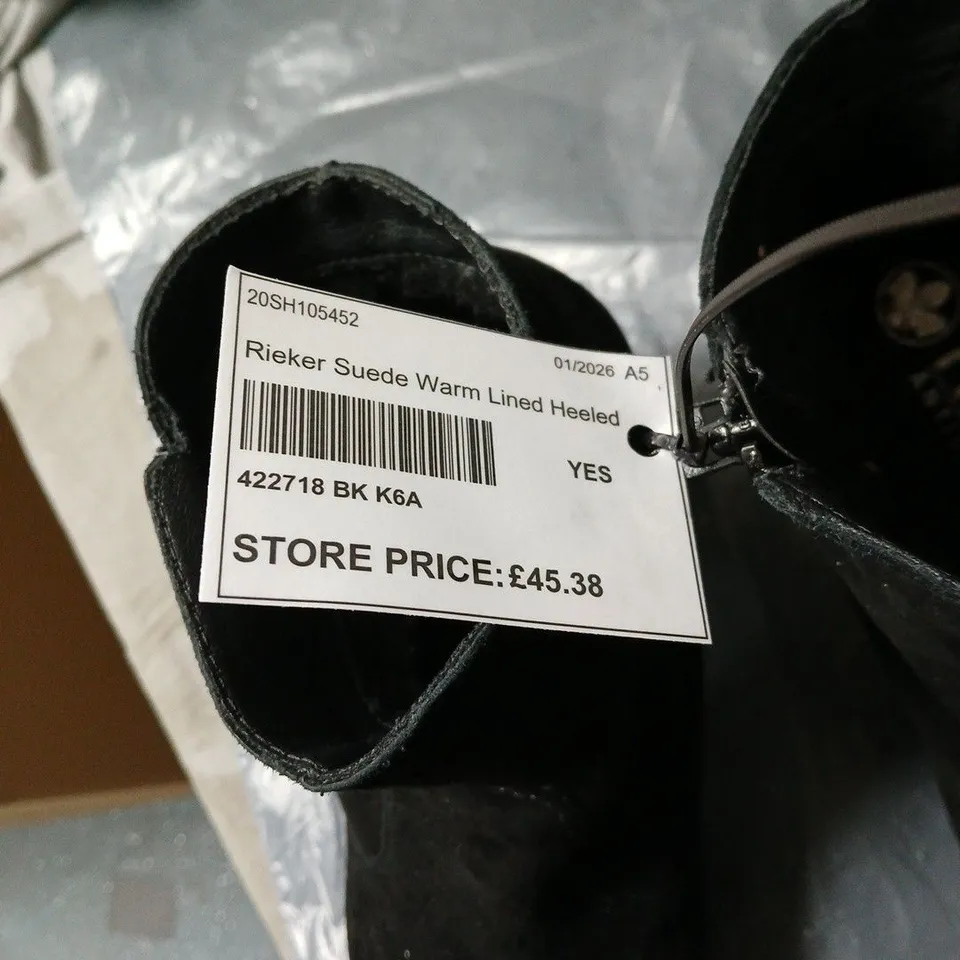 20SH105452
01/2026 A5
Rieker Suede Warm Lined Heeled
YES
422718 BK K6A
STORE PRICE: £45.38